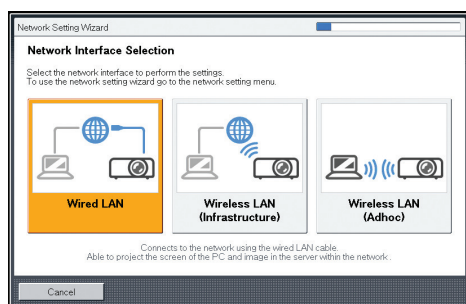 Network Setting Wizard
Network Interface Selection
Select the network interface to perform the settings.
To use the network setting wizard go to the network setting menu.
Wired LAN
Wireless LAN
(Infrastructure)
Wireless LAN
(Adhoc)
Connects to the network using the wired LAN cable.
Able to project the screen of the PC and image in the server within the network .
Cancel